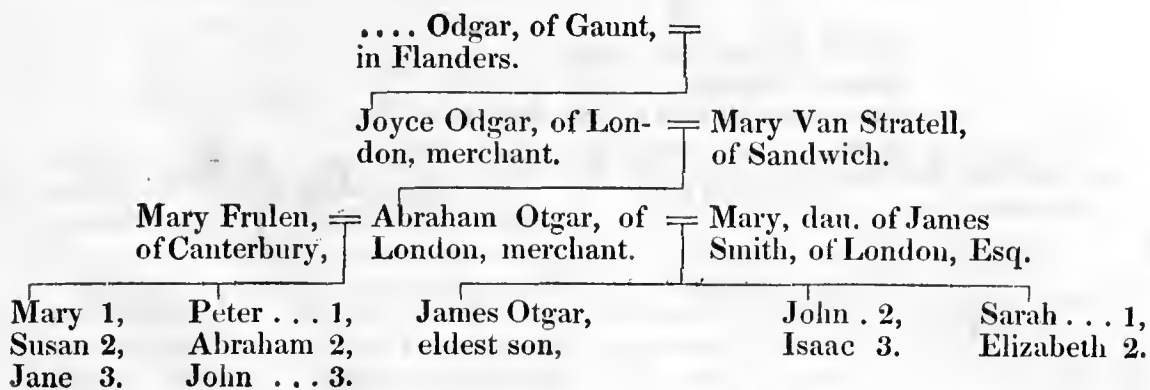 .... Odgar, of Gaunt, =
in Flanders.
Joyce Odgar, of Lon- = Mary Van Stratell,
don, merchant. of Sandwich.
Mary Frulen, = Abraham Otgar, of = Mary, dau. of James
of Canterbury, London, merchant. Smith, of London, Esq.
Mary 1, Peter ... 1, James Otgar, John . 2, Sarah ... 1,
Susan 2, Abraham 2, eldest son, Isaac 3. Elizabeth 2.
Jane 3. John ... 3.